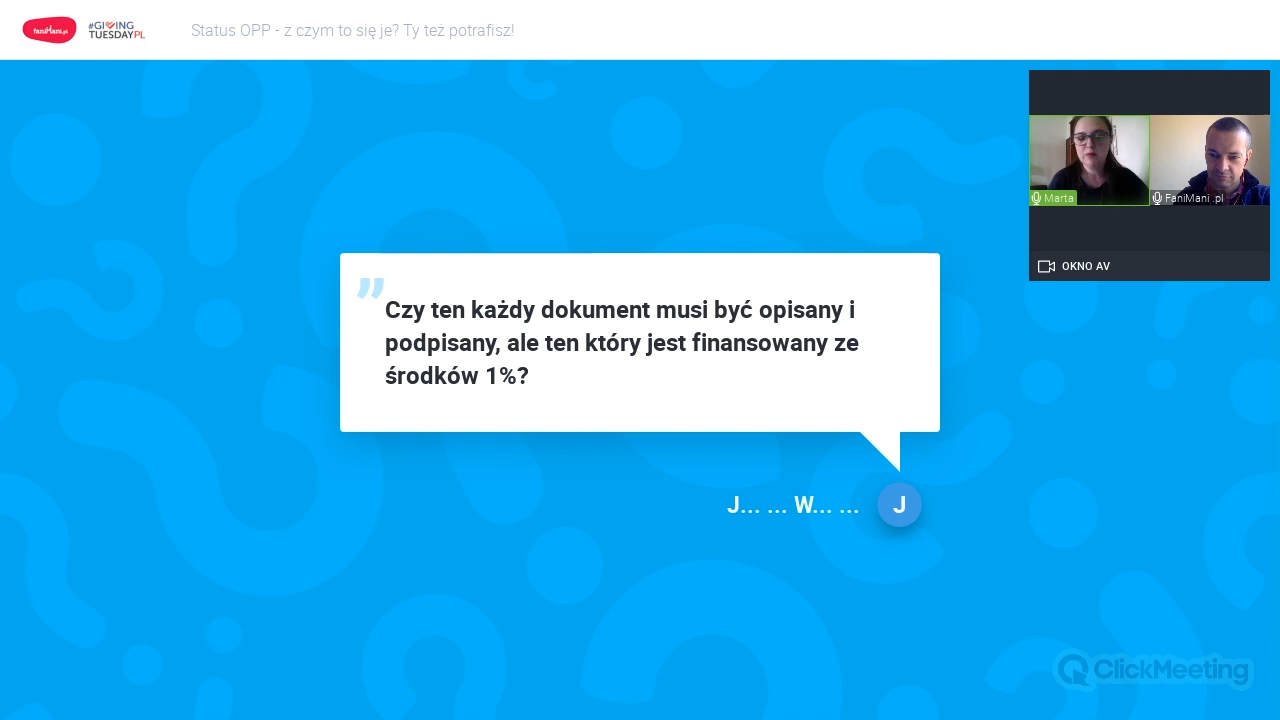 faniMani.pl
#GIVING
TUESDAYPL
Status OPP - z czym to się je? Ty też potrafisz!
Marta
FaniMani .pl
OKNO AV
”
Czy ten każdy dokument musi być opisany i
podpisany, ale ten który jest finansowany ze
środków 1%?
J... ... W... ...
J
ClickMeeting